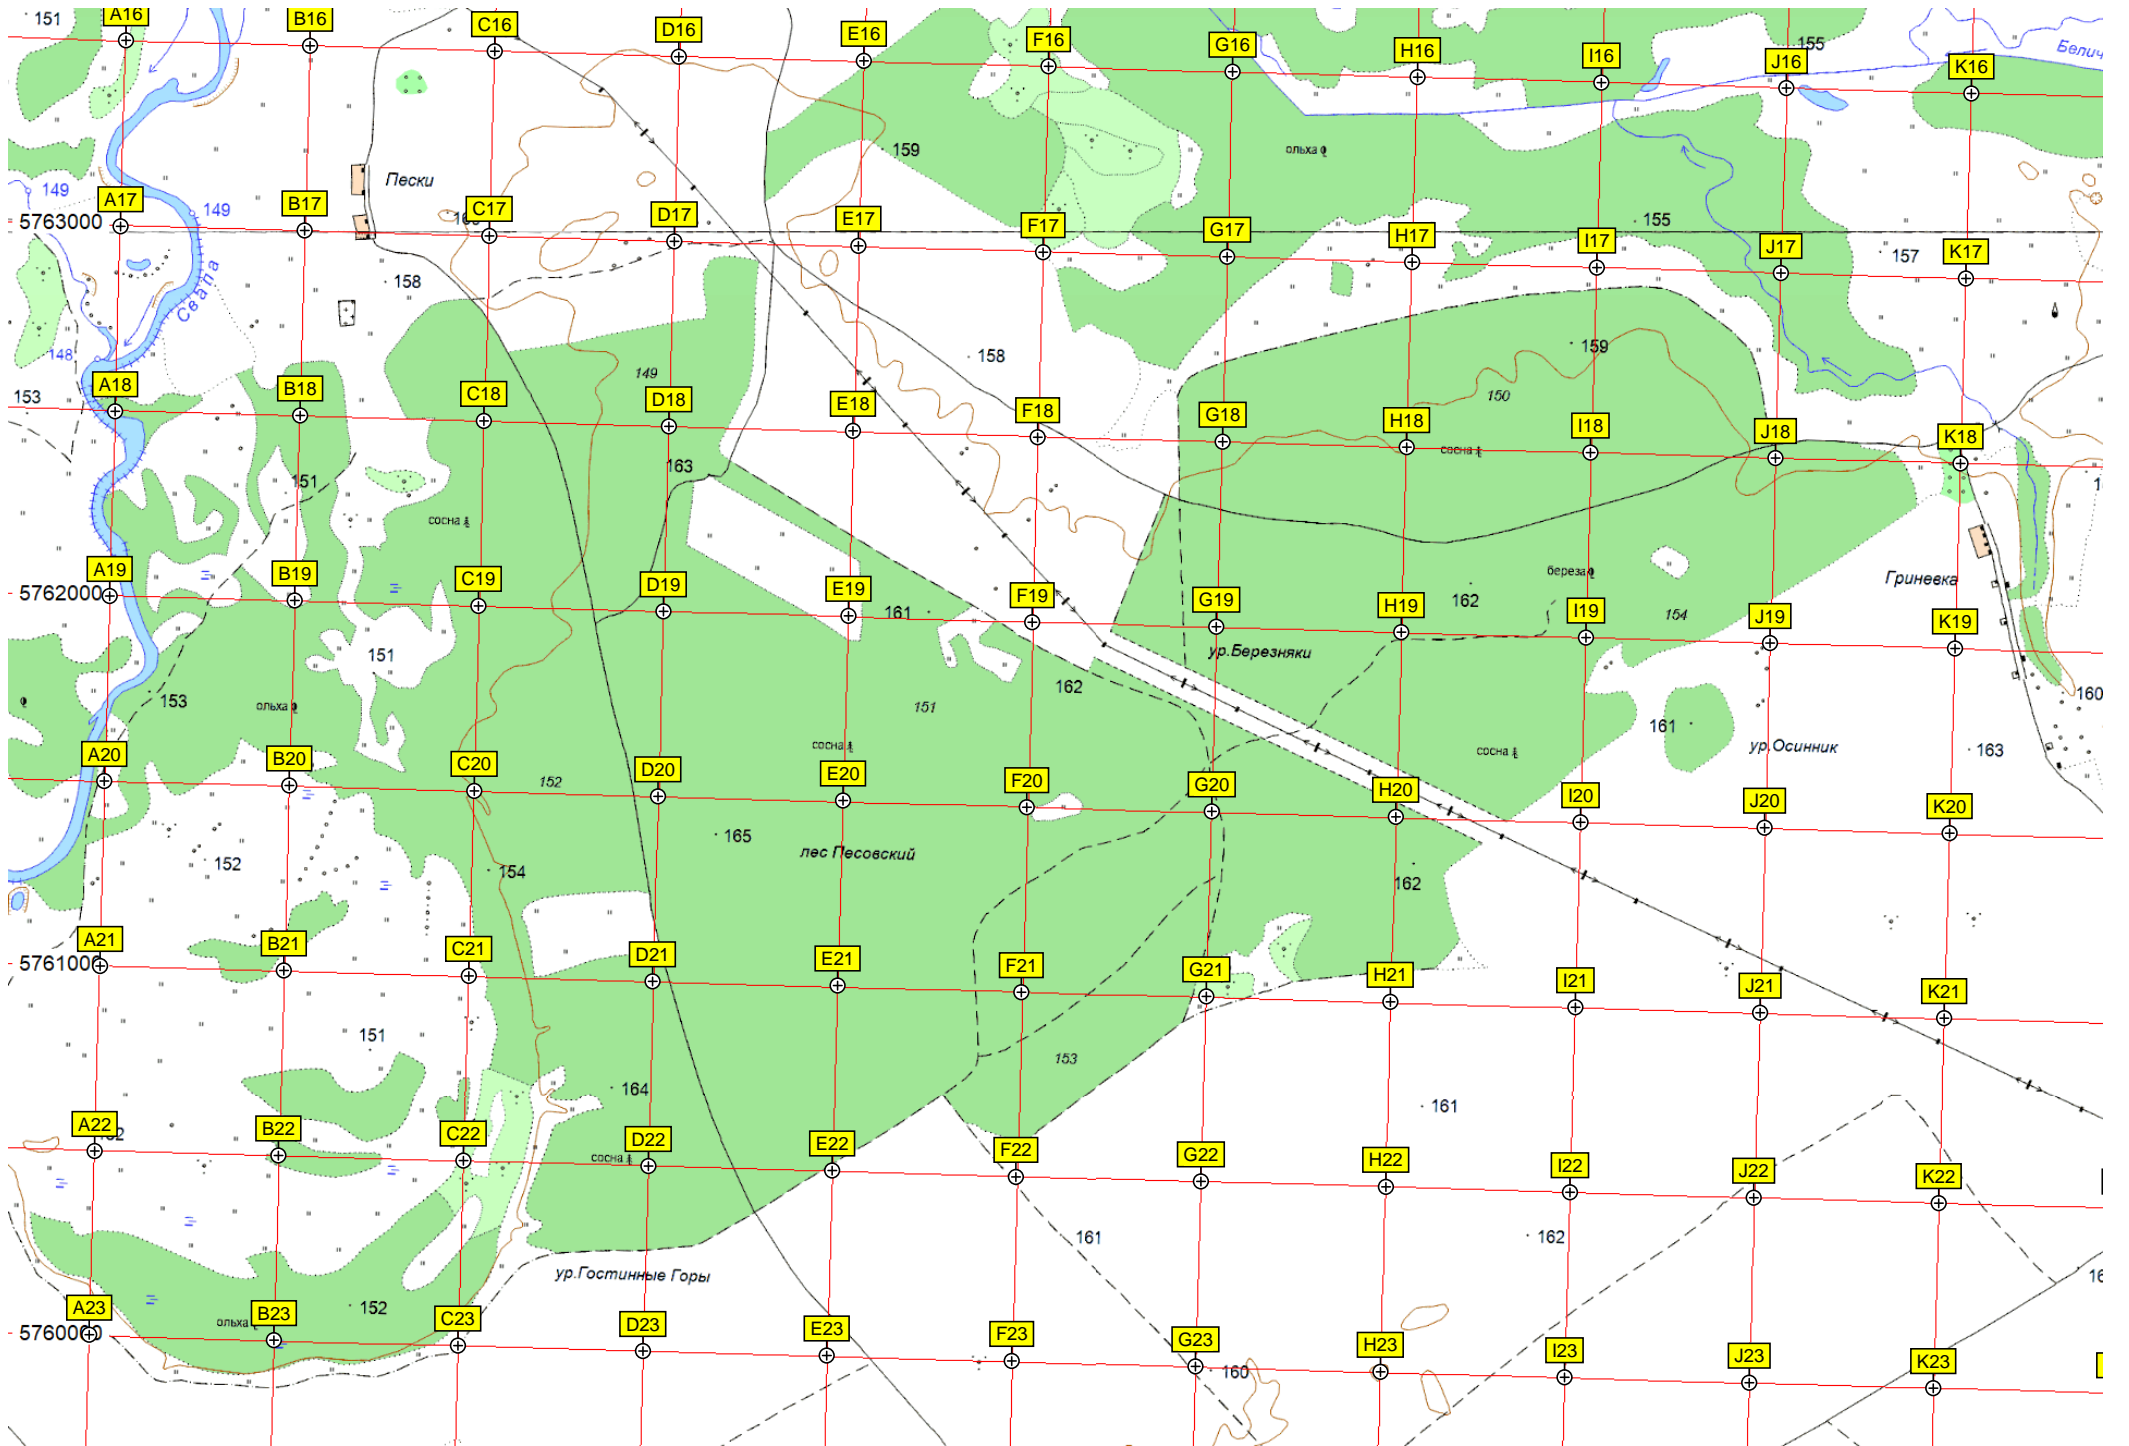 151
A16
B16
C16
D16
E16
F16
G16
H16
I16
155
J16
K16
Белич
159
ольха
149
Пески
149
A17
B17
C17
D17
E17
F17
G17
H17
I17
155
J17
157
K17
5763000
158
Свапа
148
149
158
159
153
A18
B18
C18
D18
E18
F18
G18
H18
150
I18
J18
K18
сосна
163
151
сосна
A19
B19
C19
D19
E19
F19
G19
H19
162
I19
береза
154
J19
Гриневка
K19
5762000
161
151
ур.Березняки
153
ольха
162
151
160
161
ур.Осинник
163
сосна
сосна
A20
B20
C20
152
D20
E20
F20
G20
H20
I20
J20
K20
165
лес Песовский
152
154
162
A21
B21
C21
D21
E21
F21
G21
H21
I21
J21
K21
5761000
151
153
164
161
A22
B22
C22
D22
E22
F22
G22
H22
I22
J22
K22
сосна
161
162
ур.Гостинные Горы
16
152
A23
B23
C23
D23
E23
F23
G23
H23
I23
J23
K23
ольха
5760000
160